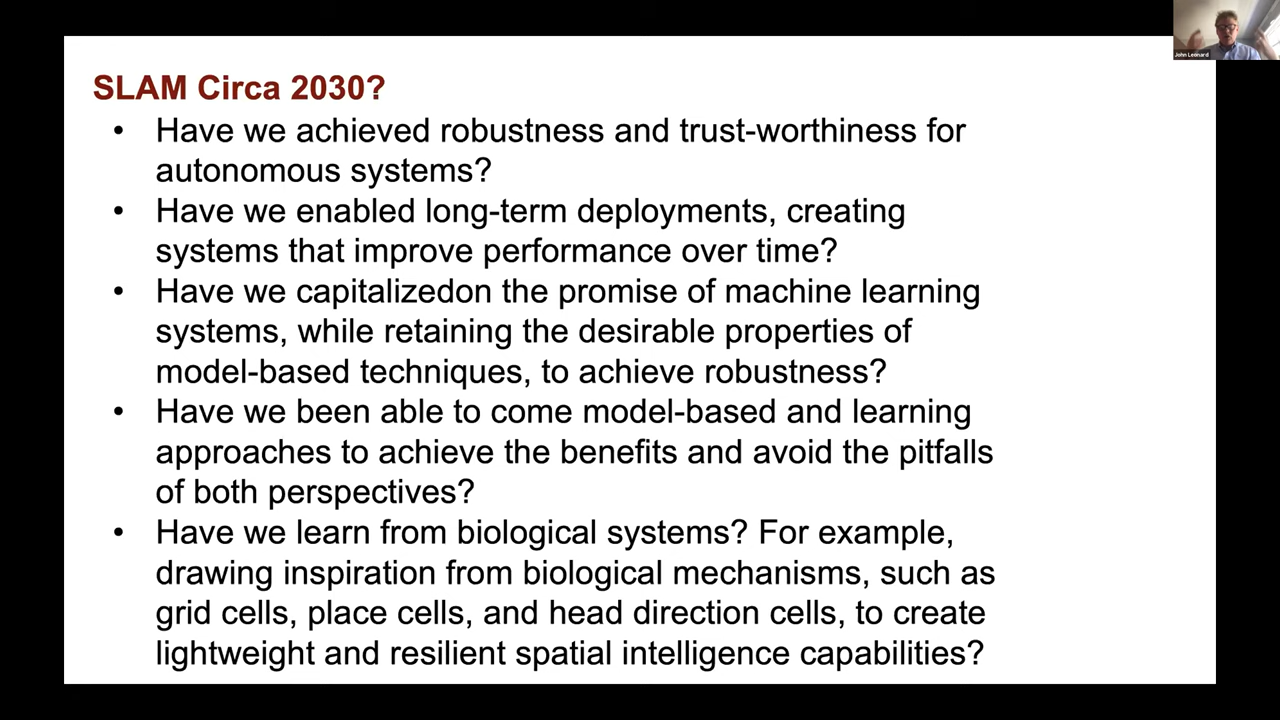 John Leonard
SLAM Circa 2030?
• Have we achieved robustness and trust-worthiness for
autonomous systems?
• Have we enabled long-term deployments, creating
systems that improve performance over time?
• Have we capitalizedon the promise of machine learning
systems, while retaining the desirable properties of
model-based techniques, to achieve robustness?
• Have we been able to come model-based and learning
approaches to achieve the benefits and avoid the pitfalls
of both perspectives?
• Have we learn from biological systems? For example,
drawing inspiration from biological mechanisms, such as
grid cells, place cells, and head direction cells, to create
lightweight and resilient spatial intelligence capabilities?